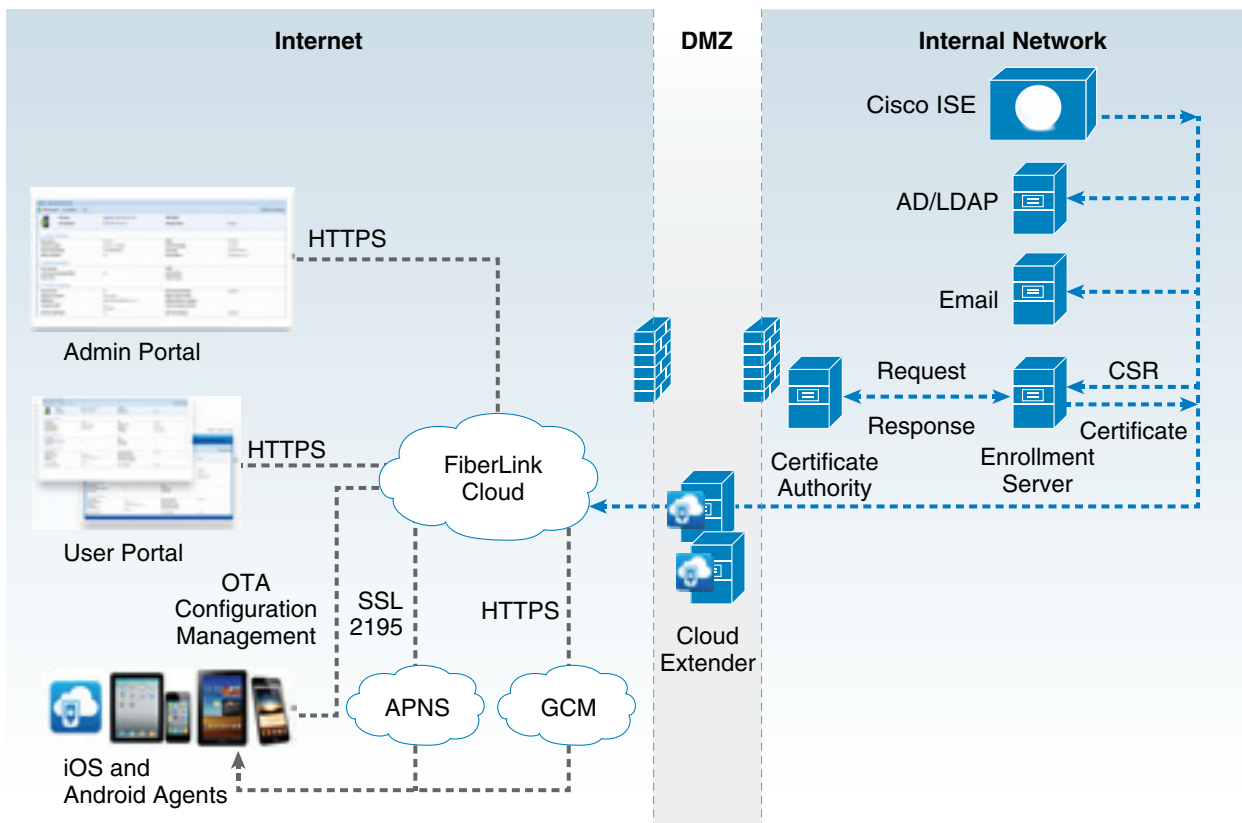 Internet
DMZ
Internal Network
Cisco ISE
AD/LDAP
HTTPS
Email
Admin Portal
Request
CSR
Response
Certificate
HTTPS
FiberLink
Cloud
Certificate
Authority
Enrollment
Server
User Portal
OTA
Configuration
Management
SSL
2195
HTTPS
Cloud
Extender
APNS
GCM
iOS and
Android Agents